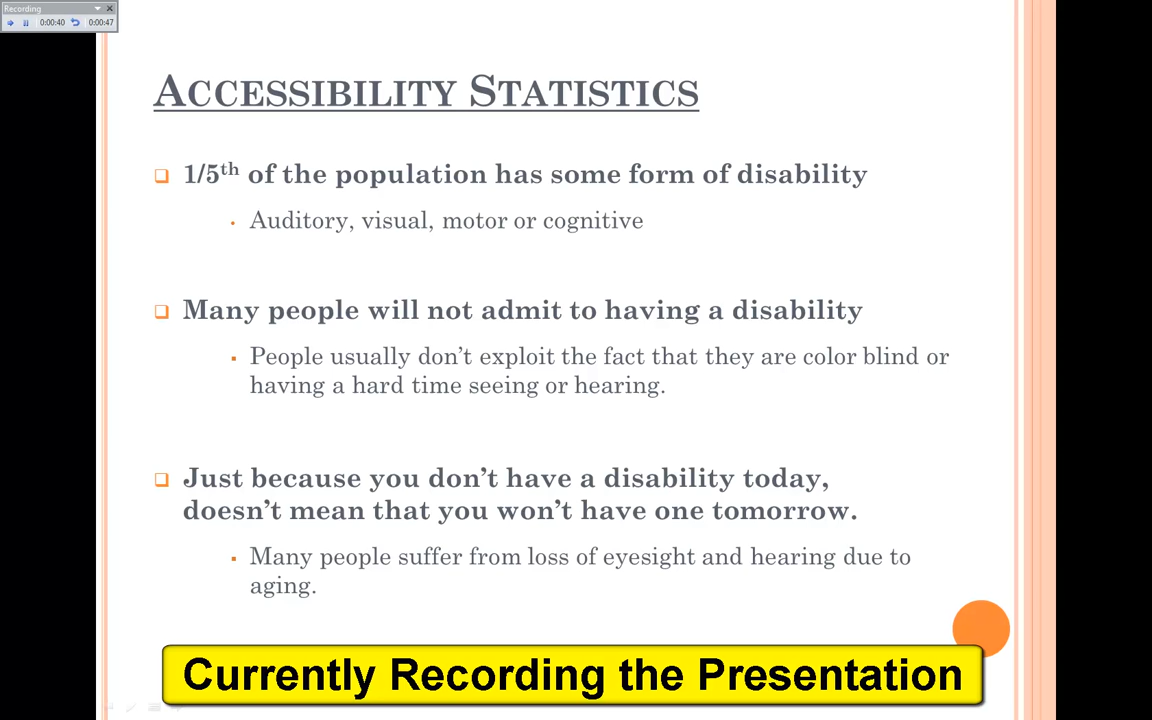 Recording
0:00:40 0:00:47
ACCESSIBILITY STATISTICS
1/5th of the population has some form of disability
Auditory, visual, motor or cognitive
Many people will not admit to having a disability
People usually don’t exploit the fact that they are color blind or
having a hard time seeing or hearing.
Just because you don’t have a disability today,
doesn’t mean that you won’t have one tomorrow.
Many people suffer from loss of eyesight and hearing due to
aging.
Currently Recording the Presentation